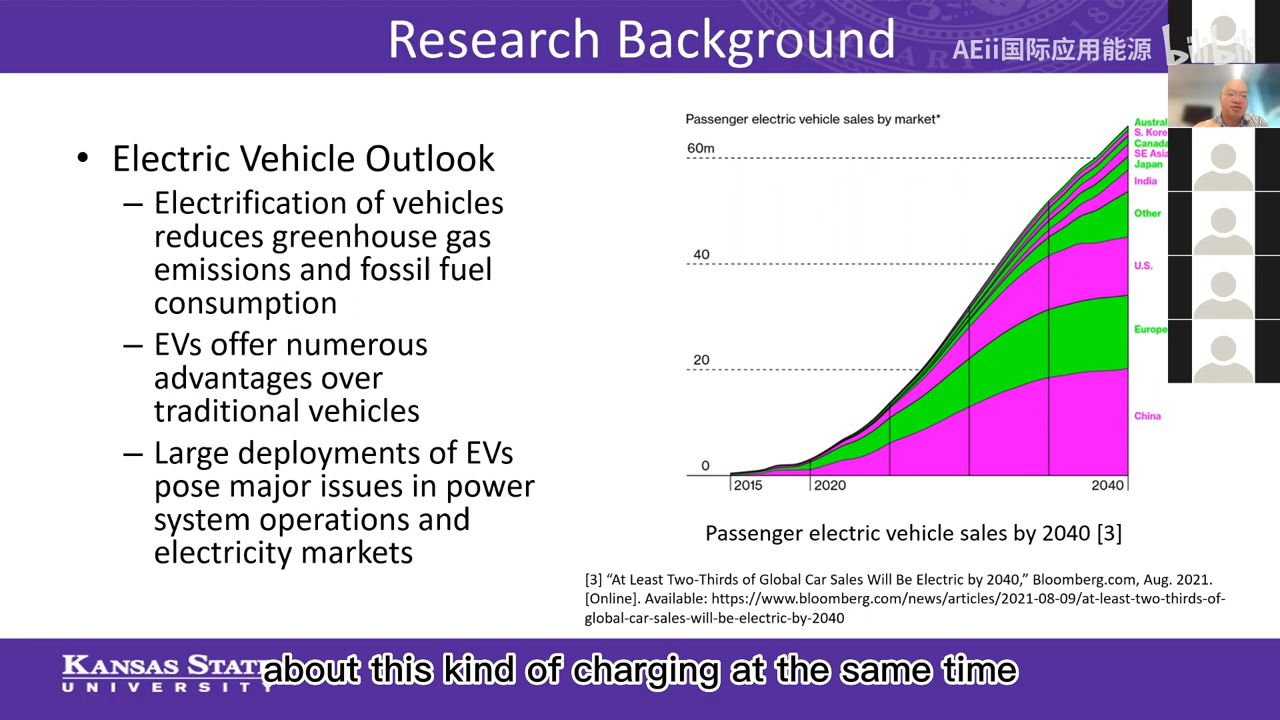 Research Background
AEii国际应用能源
bilibili
• Electric Vehicle Outlook
– Electrification of vehicles
reduces greenhouse gas
emissions and fossil fuel
consumption
– EVs offer numerous
advantages over
traditional vehicles
– Large deployments of EVs
pose major issues in power
system operations and
electricity markets
Passenger electric vehicle sales by market*
60m
40
20
0
2015
2020
2040
Austral
S. Kore
Canada
SE Asia
Japan
India
Other
U.S.
Europe
China
Passenger electric vehicle sales by 2040 [3]
[3] “At Least Two-Thirds of Global Car Sales Will Be Electric by 2040,” Bloomberg.com, Aug. 2021.
[Online]. Available: https://www.bloomberg.com/news/articles/2021-08-09/at-least-two-thirds-of-
global-car-sales-will-be-electric-by-2040
KANSAS STATE
UNIVERSITY
about this kind of charging at the same time